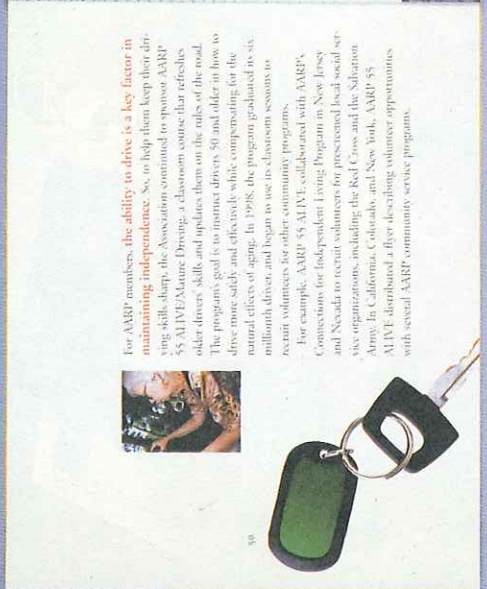 For AARP members, the ability to drive is a key factor in
maintaining independence. So, to help them keep their dri-
ving skills sharp, the Association continued to sponsor AARP
55 ALIVE/Mature Driving, a classroom course that refreshes
older drivers' skills and updates them on the rules of the road.
The program's goal is to instruct drivers 50 and older in how to
drive more safely and effectively while compensating for the
natural effects of aging. In 1998, the program graduated its six
millionth driver, and began to use its classroom sessions to
recruit volunteers for other community programs.
For example, AARP 55 ALIVE collaborated with AARP's
Connections for Independent Living Program in New Jersey
and Nevada to recruit volunteers for prescreened local social ser-
vice organizations, including the Red Cross and the Salvation
Army. In California, Colorado, and New York, AARP 55
ALIVE distributed a flyer describing volunteer opportunities
with several AARP community service programs.